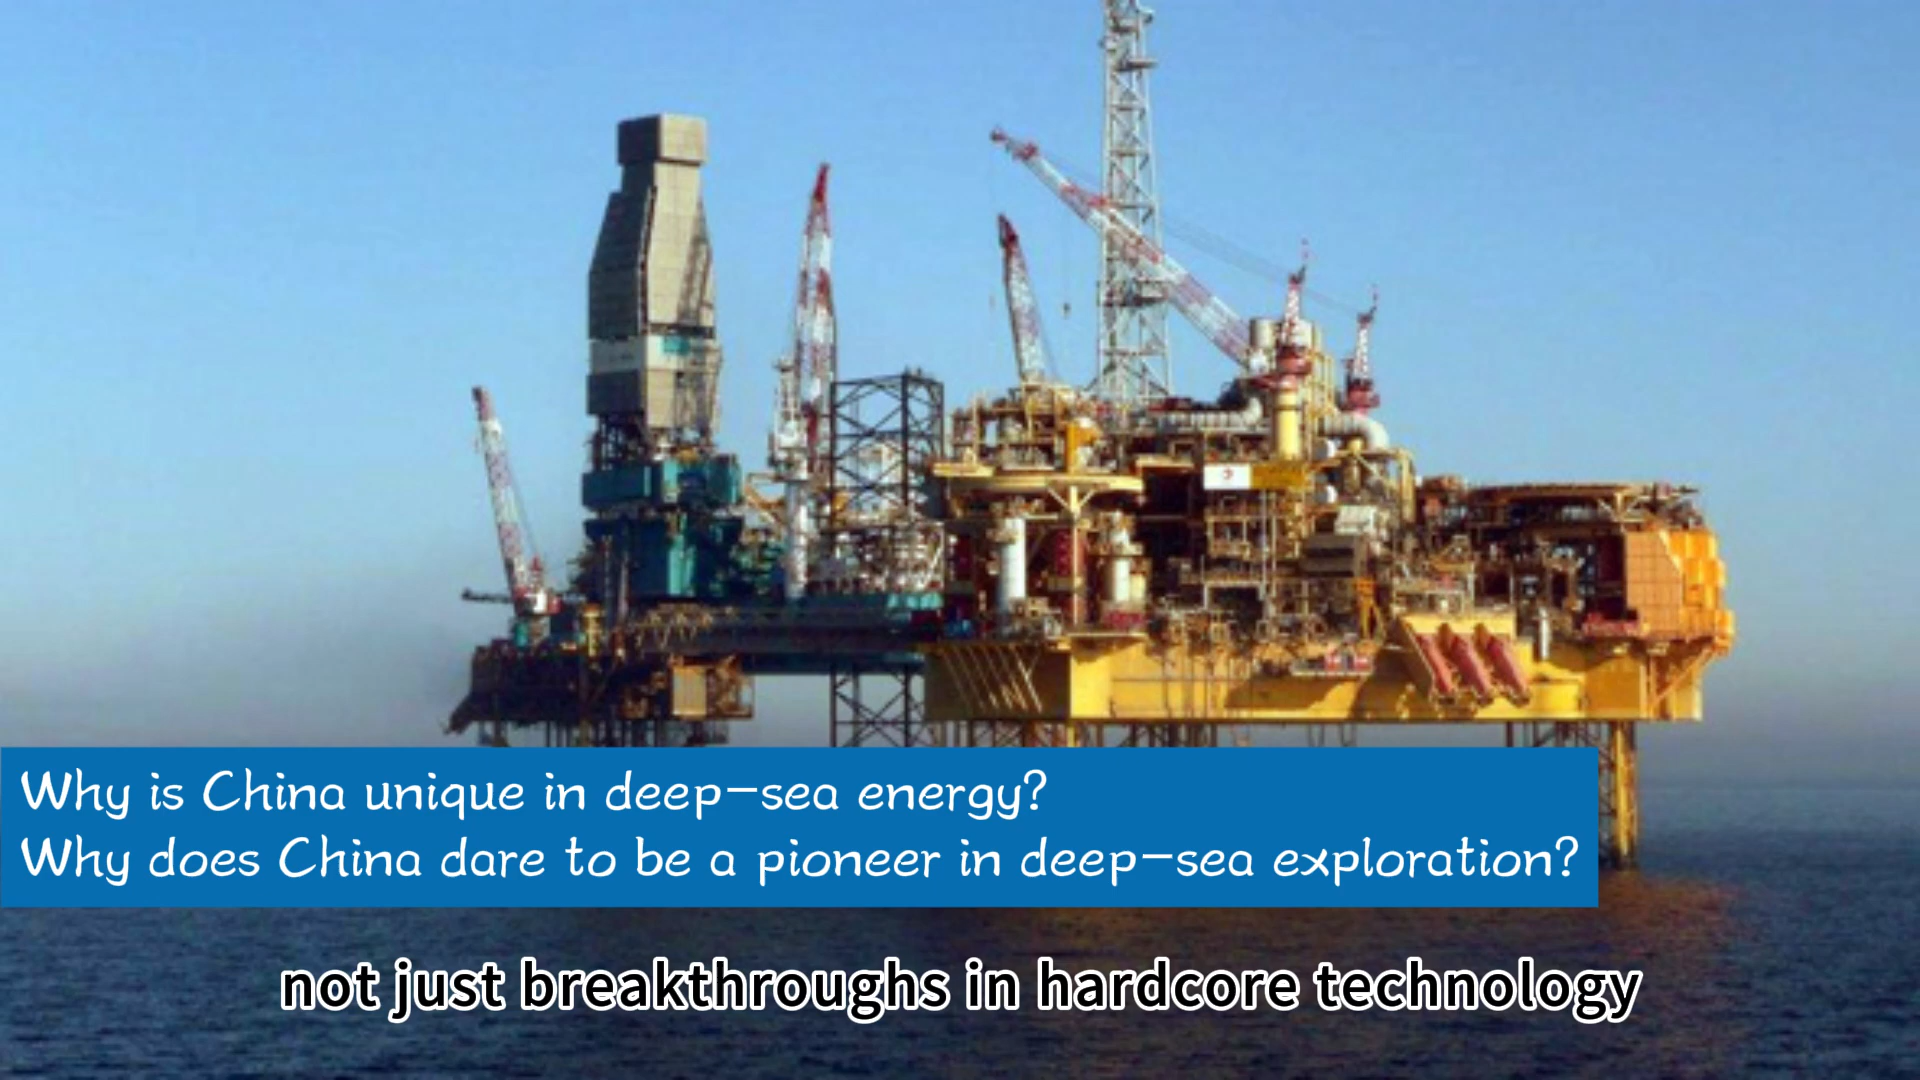 Why is China unique in deep-sea energy?
Why does China dare to be a pioneer in deep-sea exploration?
not just breakthroughs in hardcore technology